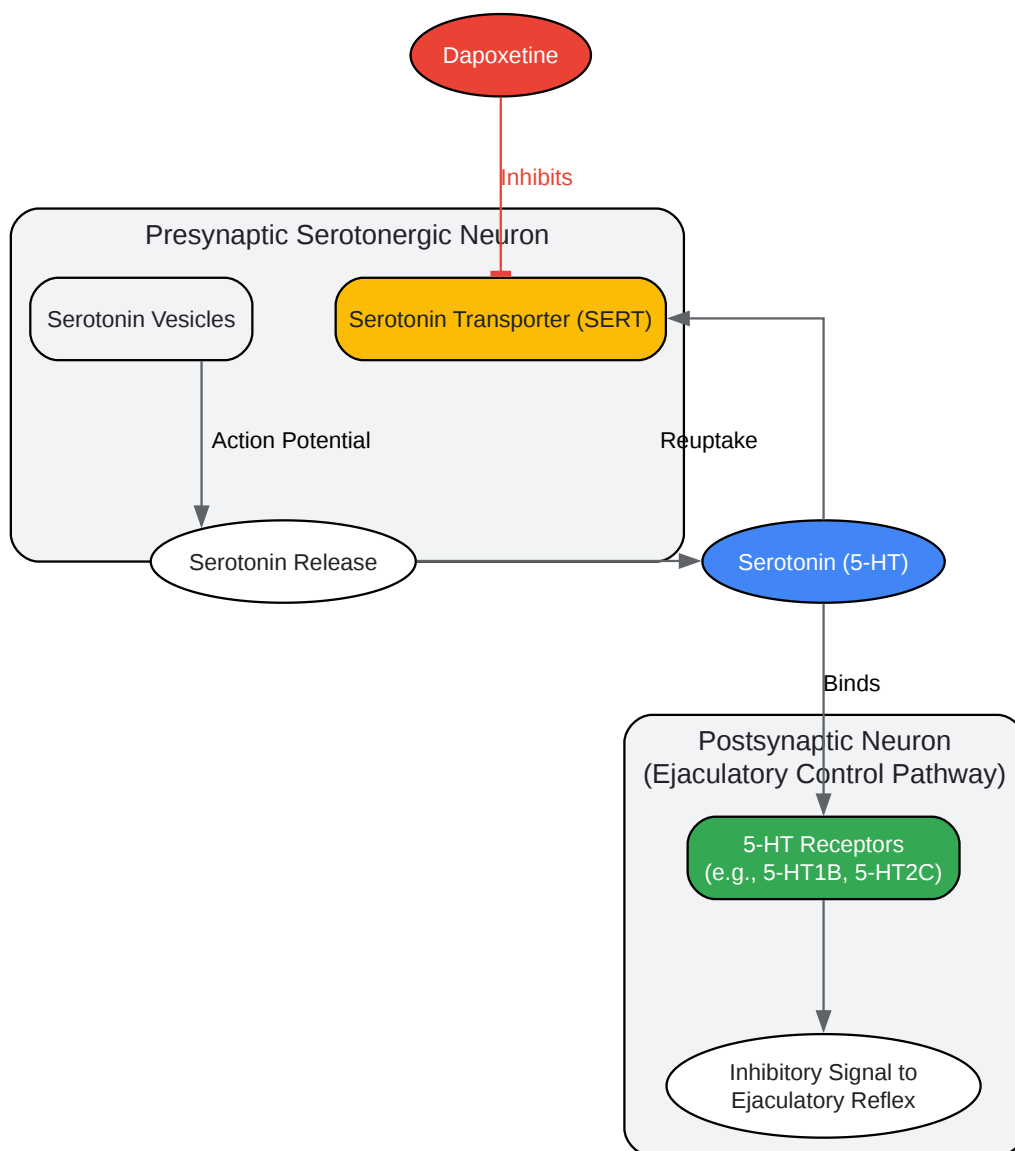 Dapoxetine
Inhibits
Presynaptic Serotonergic Neuron
Serotonin Vesicles
Serotonin Transporter (SERT)
Action Potential
Reuptake
Serotonin Release
Serotonin (5-HT)
Binds
Postsynaptic Neuron
(Ejaculatory Control Pathway)
5-HT Receptors
(e.g., 5-HT1B, 5-HT2C)
Inhibitory Signal to
Ejaculatory Reflex